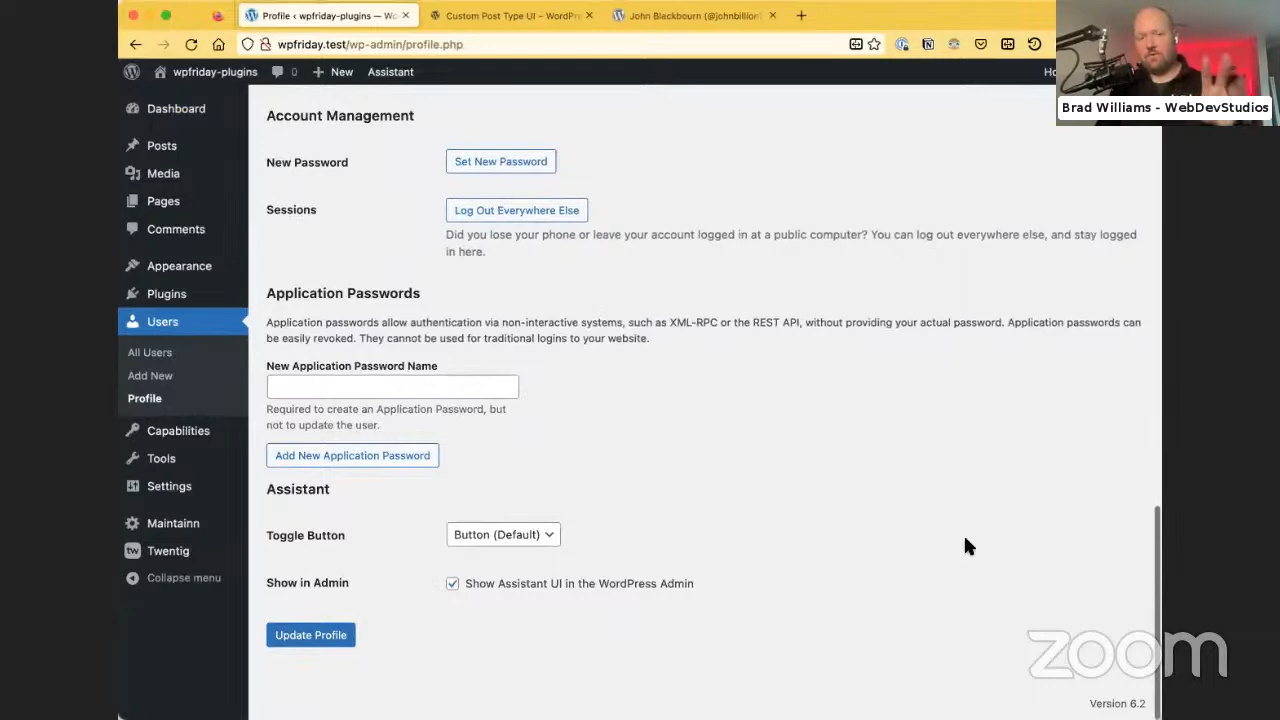 Profile ‹ wpfriday-plugins — Wo
Custom Post Type UI – WordPr
John Blackbourn (@johnbillion
wpfriday.test/wp-admin/profile.php
wpfriday-plugins
0
New
Assistant
Ho
Brad Williams - WebDevStudios
Dashboard
Posts
Media
Pages
Comments
Appearance
Plugins
Users
All Users
Add New
Profile
Capabilities
Tools
Settings
Maintainn
tw
Twentig
Collapse menu
Account Management
New Password
Set New Password
Sessions
Log Out Everywhere Else
Did you lose your phone or leave your account logged in at a public computer? You can log out everywhere else, and stay logged
in here.
Application Passwords
Application passwords allow authentication via non-interactive systems, such as XML-RPC or the REST API, without providing your actual password. Application passwords can
be easily revoked. They cannot be used for traditional logins to your website.
New Application Password Name
Required to create an Application Password, but
not to update the user.
Add New Application Password
Assistant
Toggle Button
Button (Default)
Show in Admin
Show Assistant UI in the WordPress Admin
Update Profile
zoom
Version 6.2